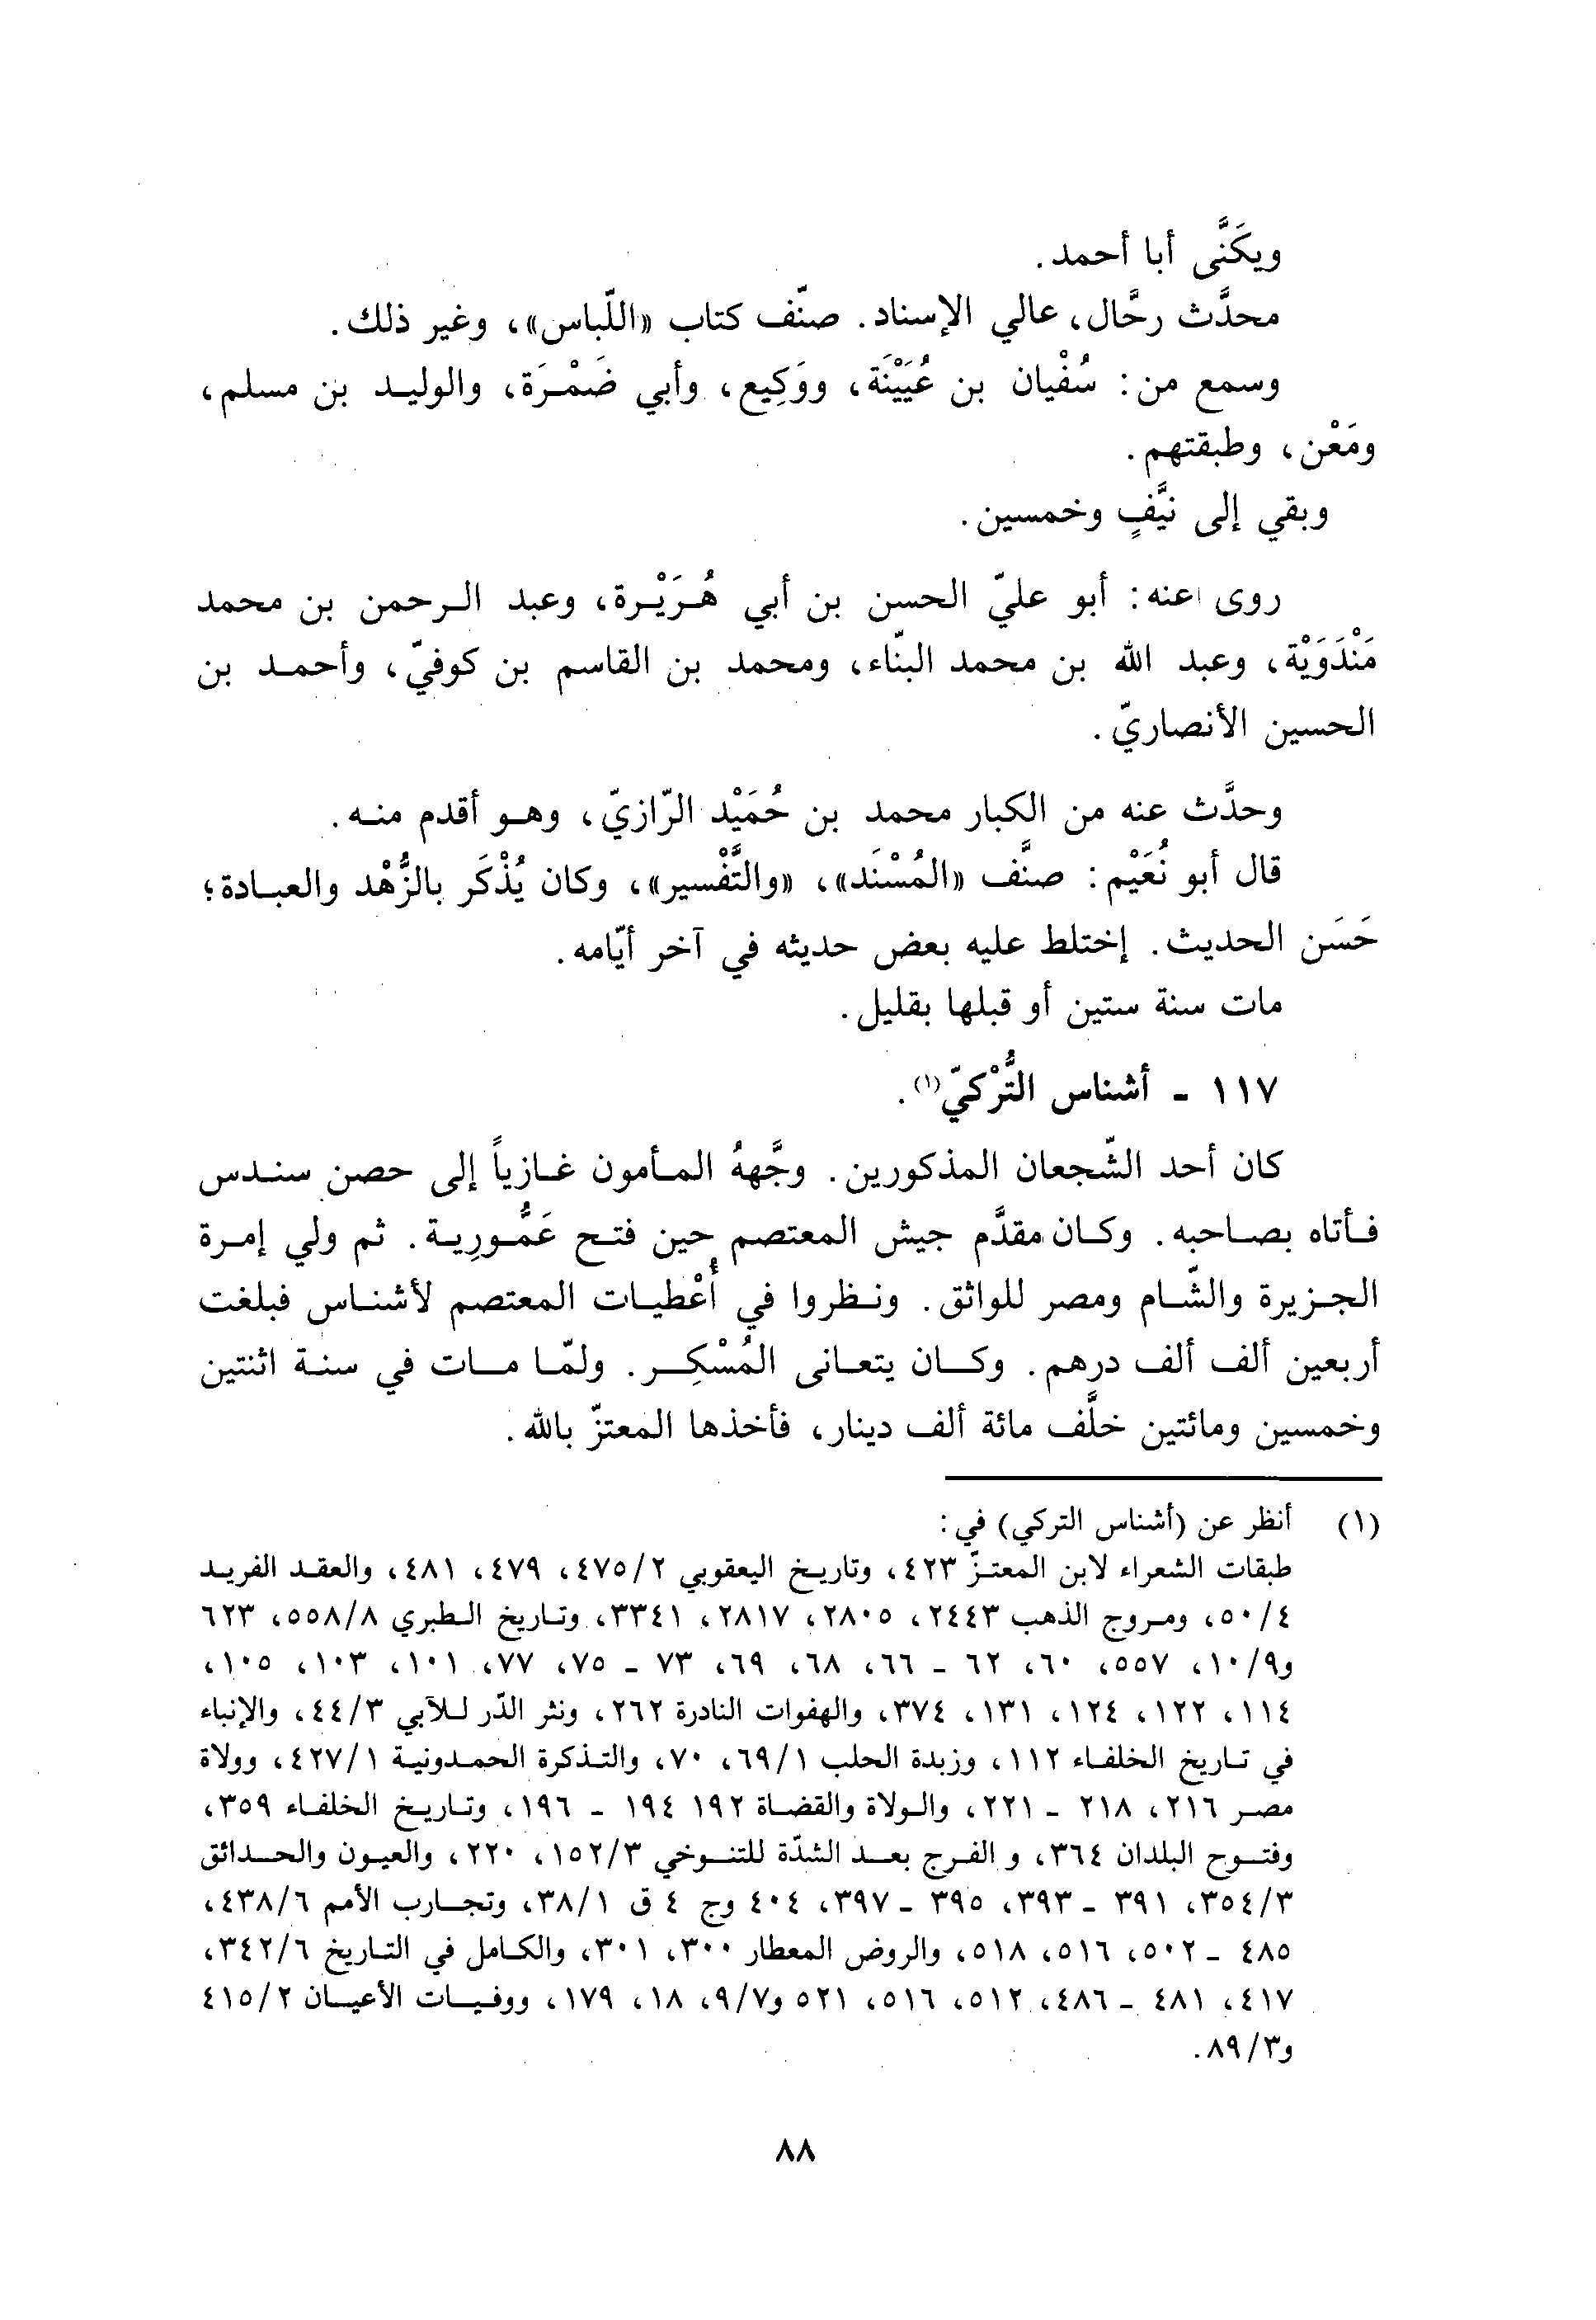 ويكَنَّى أبا أحمد.
محدَّث رحَّال، عالي الإسناد. صنّف كتاب «اللّباس»، وغير ذلك.
وسمع من: سُفْيان بن عُيَيْنَة، ووَكِيع، وأبي ضَمْرَة، والوليد بن مسلم،
ومَعْن، وطبقتهم.
وبقي إلى نيَّفٍ وخمسين.
روى عنه: أبو عليّ الحسن بن أبي هُرَيْرة، وعبد الرحمن بن محمد
مَنْدَوَيْة، وعبد الله بن محمد البنّاء، ومحمد بن القاسم بن كوفيّ، وأحمد بن
الحسين الأنصاريّ.
وحدَّث عنه من الكبار محمد بن حُمَيْد الرّازيّ، وهو أقدم منه.
قال أبو نُعَيْم: صنَّف «المُسْنَد»، «والتَّفْسير»، وكان يُذْكَر بالزُّهْد والعبادة؛
حَسَن الحديث. إختلط عليه بعض حديثه في آخر أيّامه.
مات سنة ستين أو قبلها بقليل.
١١٧ - أشناس التُّرْكيّ(١).
كان أحد الشّجعان المذكورين. وجَّههُ المأمون غازياً إلى حصن سندس
فأتاه بصاحبه. وكان مقدَّم جيش المعتصم حين فتح عَمُّورِية. ثم ولي إمرة
الجزيرة والشّام ومصر للواثق. ونظروا في أُعْطيات المعتصم لأشناس فبلغت
أربعين ألف ألف درهم. وكان يتعانى المُسْكِر. ولمّا مات في سنة اثنتين
وخمسين ومائتين خلَّف مائة ألف دينار، فأخذها المعتزّ بالله.
(١) أنظر عن (أشناس التركي) في:
طبقات الشعراء لابن المعتزّ ٤٢٣، وتاريخ اليعقوبي ٤٧٥/٢، ٤٧٩، ٤٨١، والعقد الفريد
٥٠/٤، ومروج الذهب ٢٤٤٣، ٢٨٠٥، ٢٨١٧، ٣٣٤١، وتاريخ الطبري ٥٥٨/٨، ٦٢٣
و١٠/٩، ٥٥٧، ٦٠، ٦٢ - ٦٦، ٦٨، ٦٩، ٧٣ - ٧٥، ٧٧، ١٠١، ١٠٣، ١٠٥،
١١٤، ١٢٢، ١٢٤، ١٣١، ٣٧٤، والهفوات النادرة ٢٦٢، ونثر الدّر للآبي ٤٤/٣، والإنباء
في تاريخ الخلفاء ١١٢، وزبدة الحلب ٦٩/١، ٧٠، والتذكرة الحمدونية ٤٢٧/١، وولاة
مصر ٢١٦، ٢١٨ - ٢٢١، والولاة والقضاة ١٩٢ ١٩٤ - ١٩٦، وتاريخ الخلفاء ٣٥٩،
وفتوح البلدان ٣٦٤، و الفرج بعد الشدّة للتنوخي ١٥٢/٣، ٢٢٠، والعيون والحدائق
٣٥٤/٣، ٣٩١ - ٣٩٣، ٣٩٥ - ٣٩٧، ٤٠٤ وج ٤ ق ٣٨/١، وتجارب الأمم ٤٣٨/٦،
٤٨٥ - ٥٠٢، ٥١٦، ٥١٨، والروض المعطار ٣٠٠، ٣٠١، والكامل في التاريخ ٣٤٢/٦،
٤١٧، ٤٨١ - ٤٨٦، ٥١٢، ٥١٦، ٥٢١ و٩/٧، ١٨، ١٧٩، ووفيات الأعيان ٤١٥/٢
و٨٩/٣.
٨٨